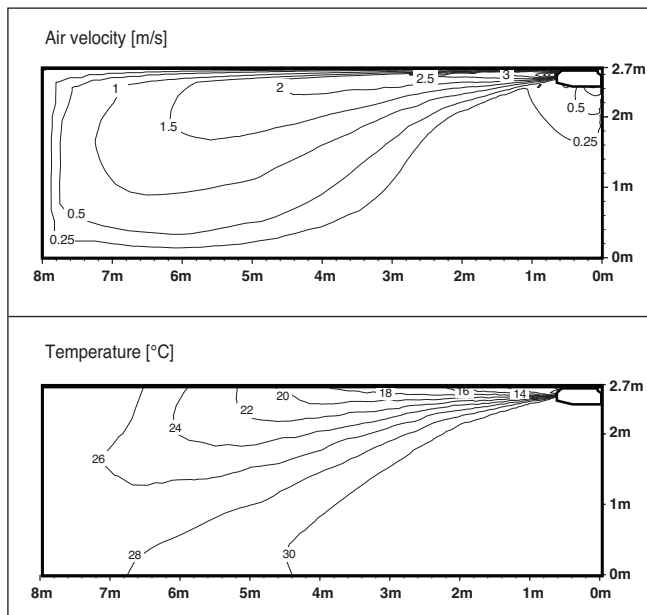 Air velocity [m/s]
2.7m
1
2
2.5
3
0.5
2m
1.5
0.25
1m
0.5
0.25
0m
8m 7m 6m 5m 4m 3m 2m 1m 0m
Temperature [°C]
2.7m
20
18
16
14
22
24
2m
26
1m
28
30
0m
8m 7m 6m 5m 4m 3m 2m 1m 0m